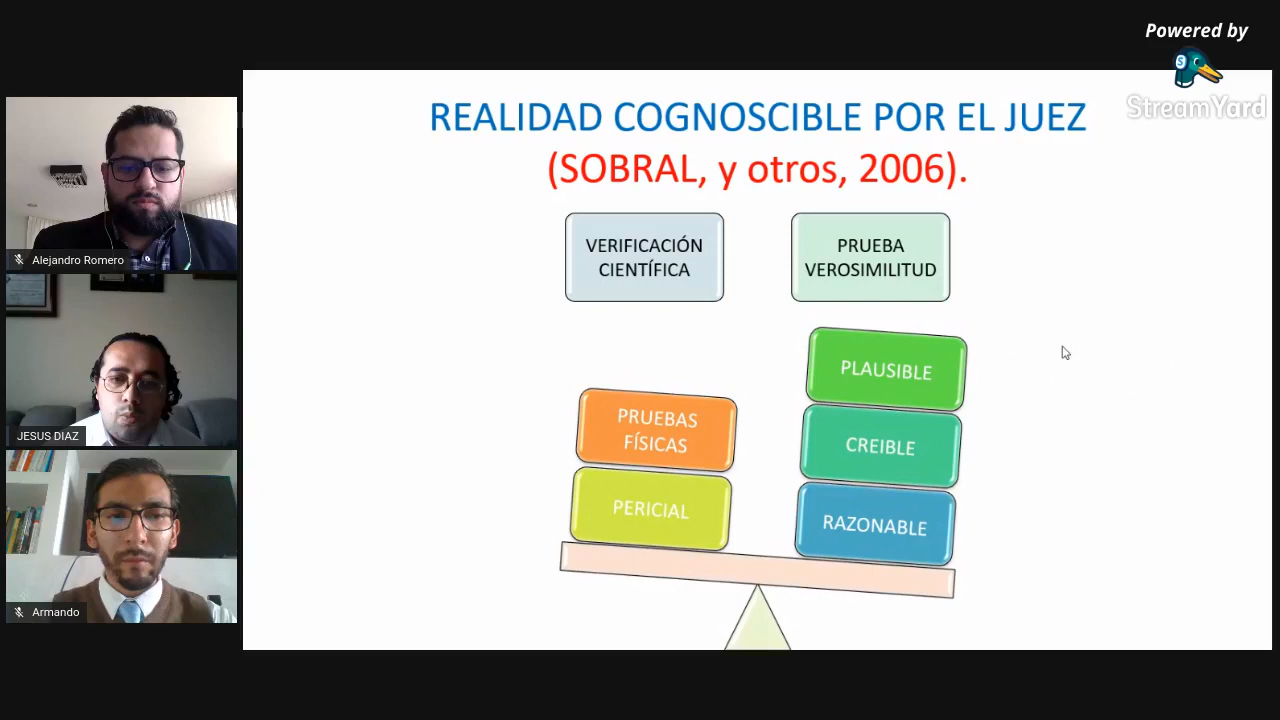 Powered by
StreamYard
REALIDAD COGNOSCIBLE POR EL JUEZ
(SOBRAL, y otros, 2006).
VERIFICACIÓN
CIENTÍFICA
PRUEBA
VEROSIMILITUD
PLAUSIBLE
PRUEBAS
FÍSICAS
CREIBLE
PERICIAL
RAZONABLE
Alejandro Romero
JESUS DIAZ
Armando